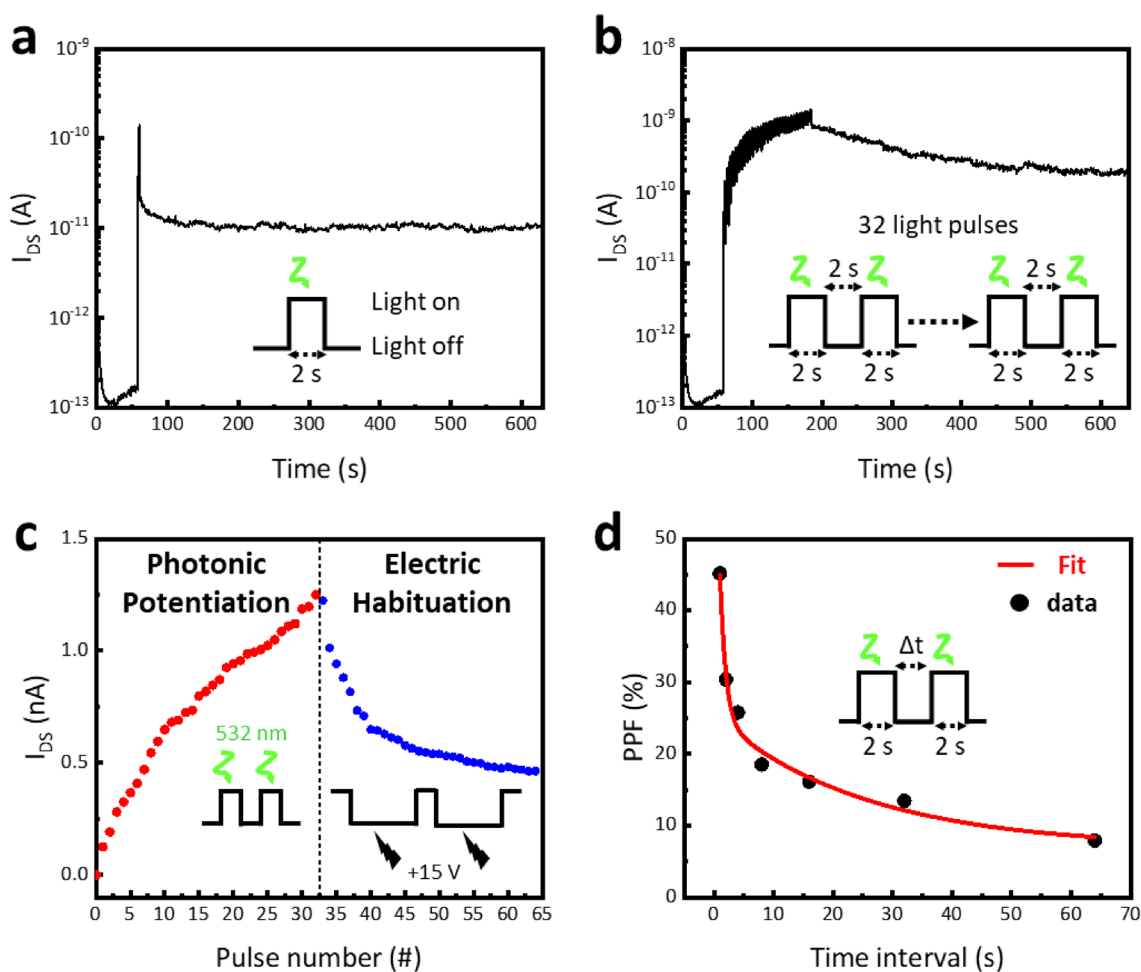 a
10⁻⁹
10⁻¹⁰
10⁻¹¹
10⁻¹²
10⁻¹³
I_DS (A)
Light on
Light off
2 s
0 100 200 300 400 500 600
Time (s)
b
10⁻⁸
10⁻⁹
10⁻¹⁰
10⁻¹¹
10⁻¹²
10⁻¹³
I_DS (A)
32 light pulses
2 s 2 s
2 s 2 s 2 s 2 s
0 100 200 300 400 500 600
Time (s)
c
1.5
1.0
0.5
0.0
I_DS (nA)
Photonic
Potentiation
Electric
Habituation
532 nm
+15 V
0 5 10 15 20 25 30 35 40 45 50 55 60 65
Pulse number (#)
d
50
40
30
20
10
0
PPF (%)
Fit
data
Δt
2 s 2 s
0 10 20 30 40 50 60 70
Time interval (s)